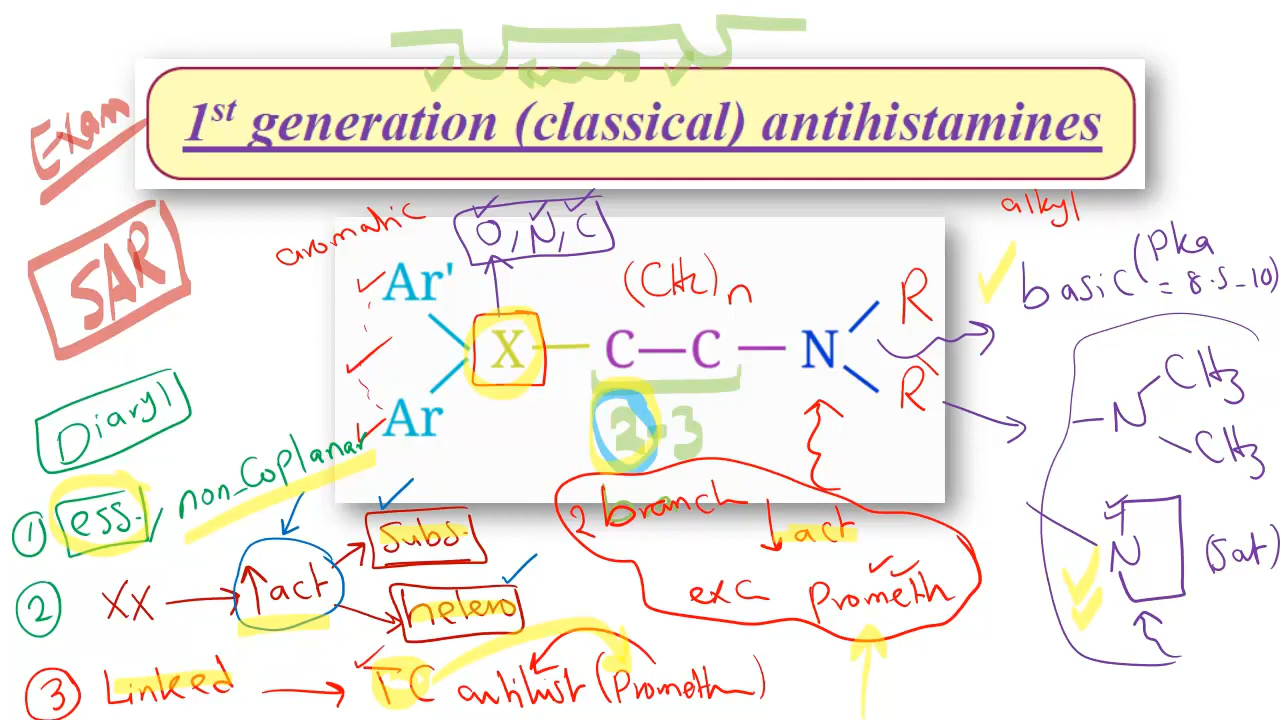 1st generation (classical) antihistamines
Exam
SAR
aromatic
O, N, C
alkyl
Ar'
(CH2)n
R
basic (Pka = 8.5-10)
X C C N
Ar
R'
2-3
N CH3
CH3
Diaryl
① ess. non-Coplanar
2 branch ↓ act
exc Prometh
N (Sat)
② XX → ↑ act
Subs.
hetero
③ Linked → TC antihist (Prometh)